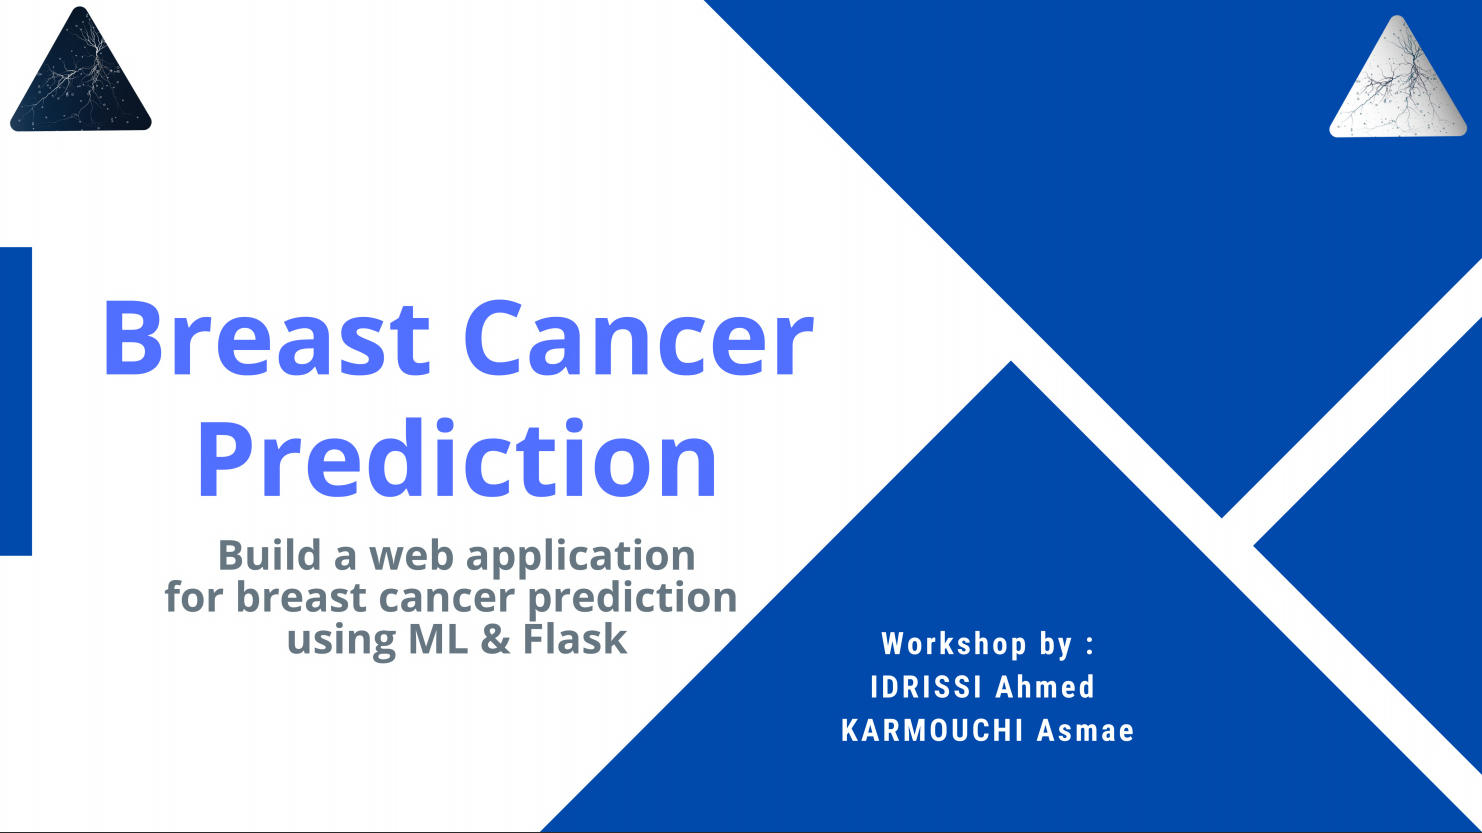 Breast Cancer
Prediction
Build a web application
for breast cancer prediction
using ML & Flask
Workshop by :
IDRISSI Ahmed
KARMOUCHI Asmae